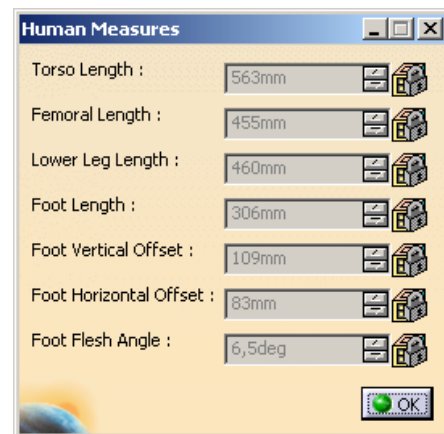 Human Measures
Torso Length : 563mm
Femoral Length : 455mm
Lower Leg Length : 460mm
Foot Length : 306mm
Foot Vertical Offset : 109mm
Foot Horizontal Offset : 83mm
Foot Flesh Angle : 6,5deg
OK